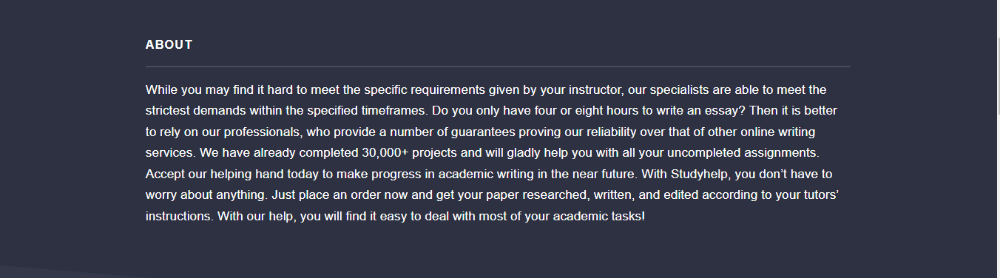 ABOUT
While you may find it hard to meet the specific requirements given by your instructor, our specialists are able to meet the
strictest demands within the specified timeframes. Do you only have four or eight hours to write an essay? Then it is better
to rely on our professionals, who provide a number of guarantees proving our reliability over that of other online writing
services. We have already completed 30,000+ projects and will gladly help you with all your uncompleted assignments.
Accept our helping hand today to make progress in academic writing in the near future. With Studyhelp, you don’t have to
worry about anything. Just place an order now and get your paper researched, written, and edited according to your tutors’
instructions. With our help, you will find it easy to deal with most of your academic tasks!